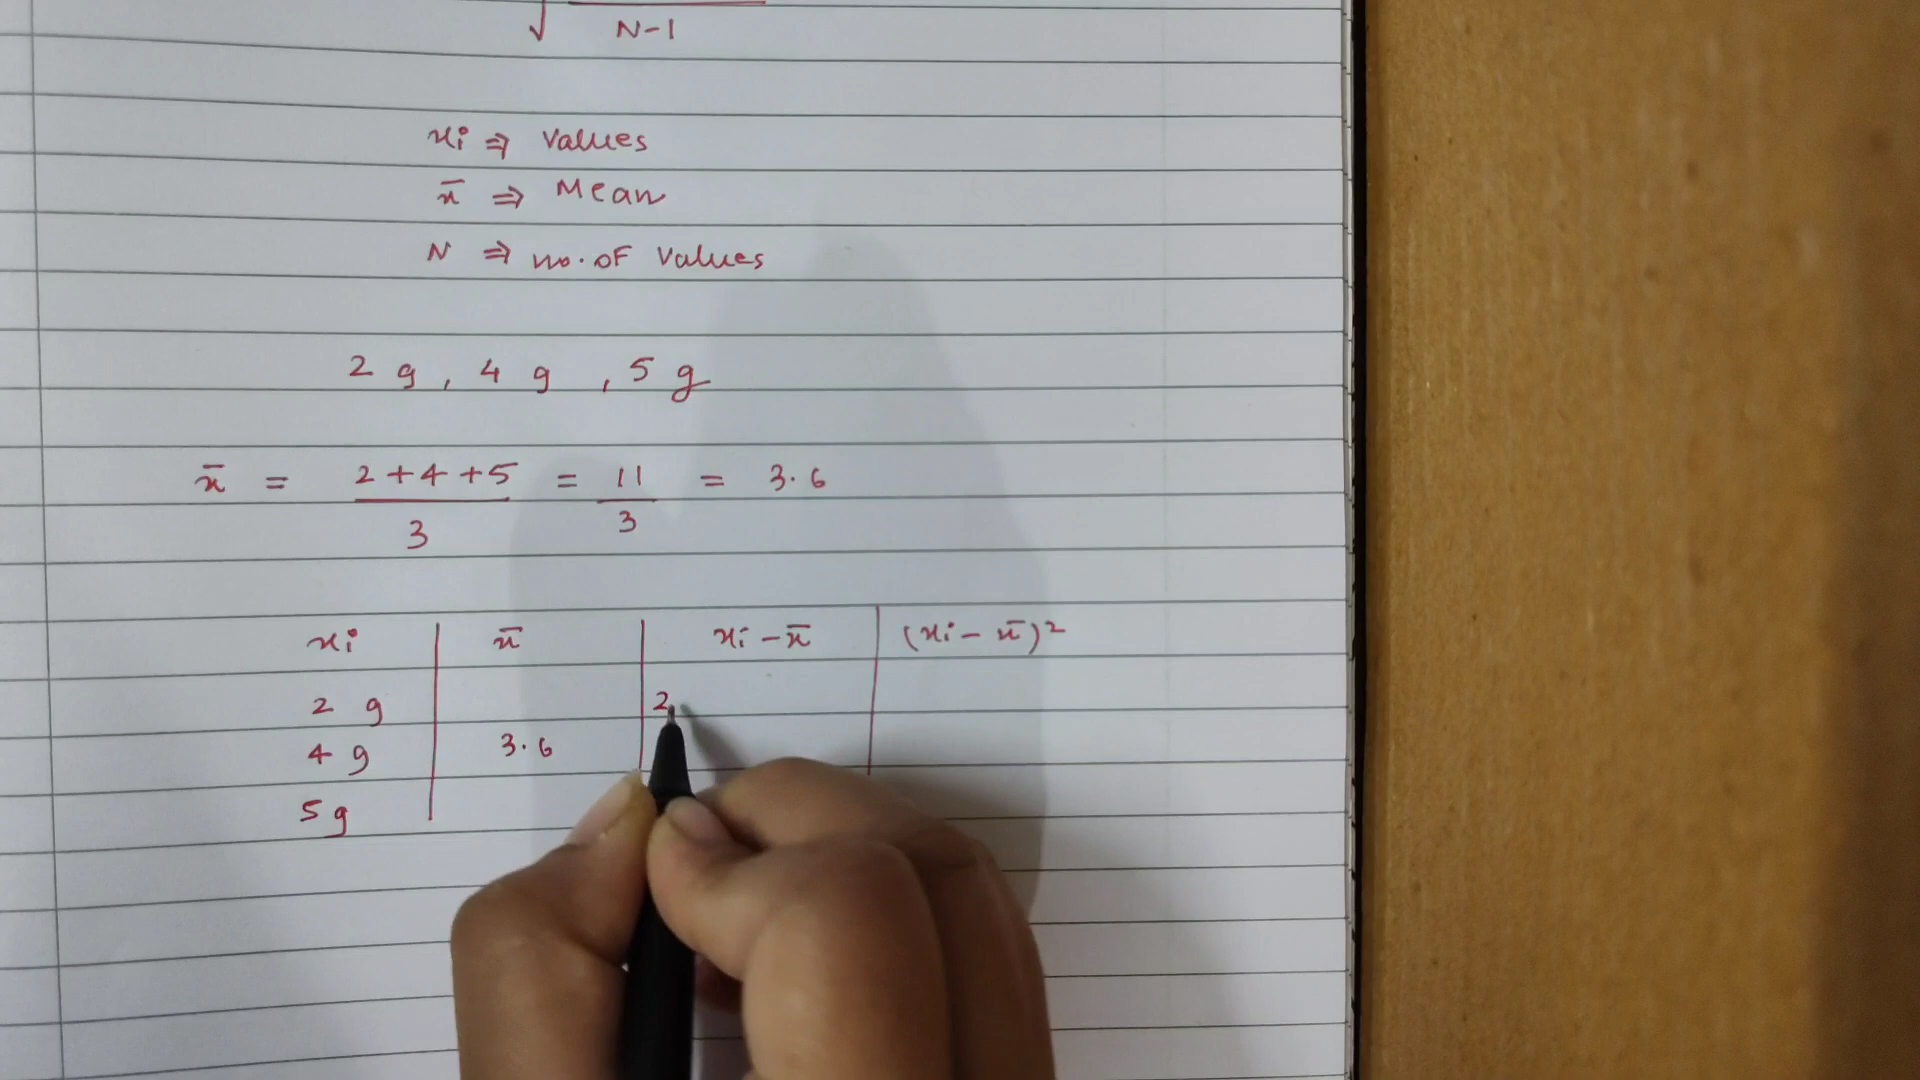 √ N-1
xi ⇒ Values
x̄ ⇒ Mean
N ⇒ no. of Values
2 g, 4 g, 5 g
x̄ = 2+4+5 / 3 = 11 / 3 = 3.6
xi | x̄ | xi - x̄ | (xi - x̄)²
2 g | | 2 |
4 g | 3.6 | |
5 g